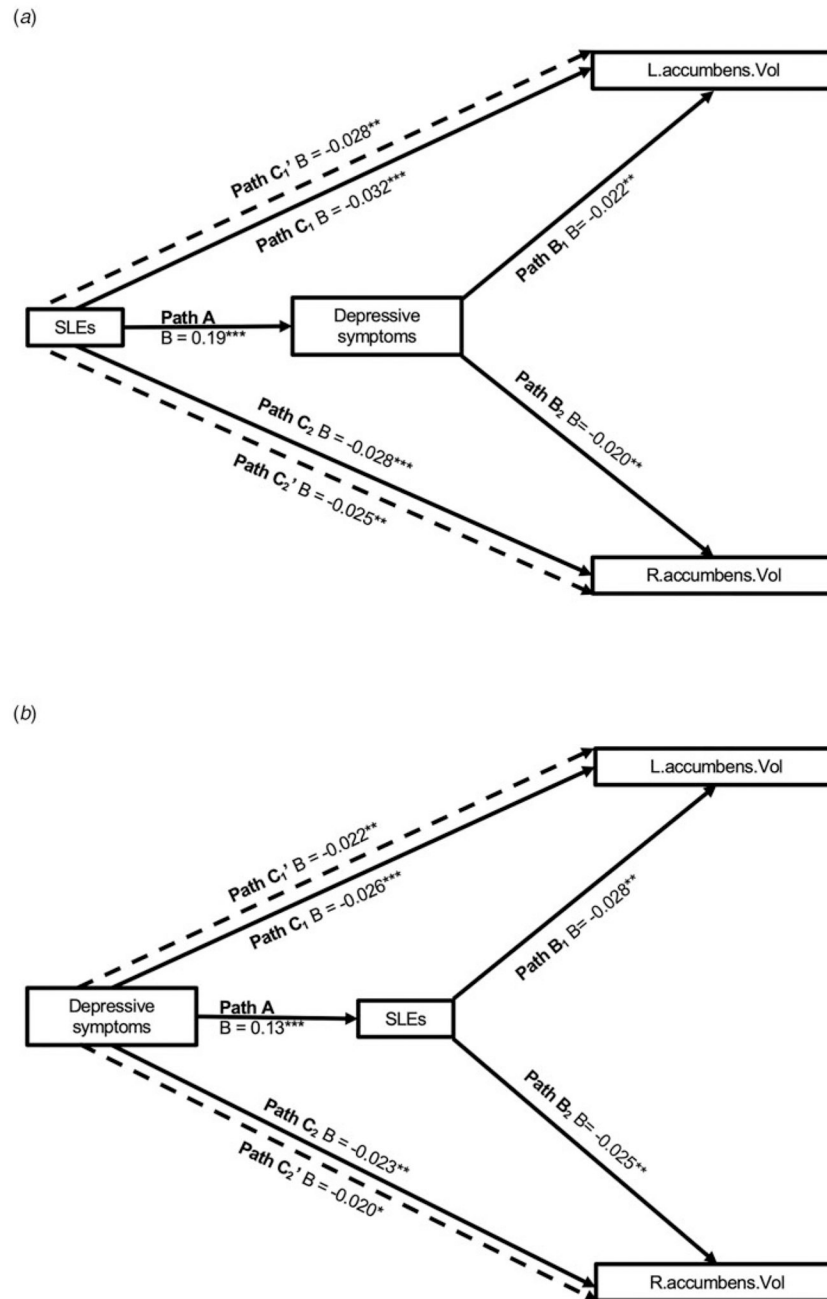 (a)
L.accumbens.Vol
Path C₁' B = -0.028**
Path C₁ B = -0.032***
Path B₁ B= -0.022**
SLEs
Path A
B = 0.19***
Depressive
symptoms
Path B₂ B= -0.020**
Path C₂ B = -0.028***
Path C₂' B = -0.025**
R.accumbens.Vol
(b)
L.accumbens.Vol
Path C₁' B = -0.022**
Path C₁ B = -0.026***
Path B₁ B= -0.028**
Depressive
symptoms
Path A
B = 0.13***
SLEs
Path B₂ B= -0.025**
Path C₂ B = -0.023**
Path C₂' B = -0.020*
R.accumbens.Vol